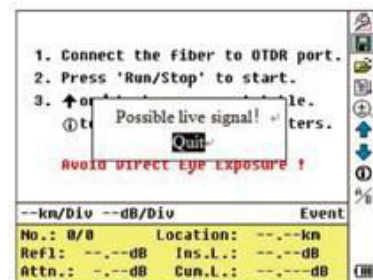 1. Connect the fiber to OTDR port.
2. Press 'Run/Stop' to start.
3. le.
ters.
Possible live signal!
Quit
Avoid Direct Eye Exposure !
--km/Div --dB/Div Event
No.: 0/0 Location: --.--km
Refl: --.--dB Ins.L.: --.--dB
Attn.: -.--dB Cum.L.: --.--dB
A/B